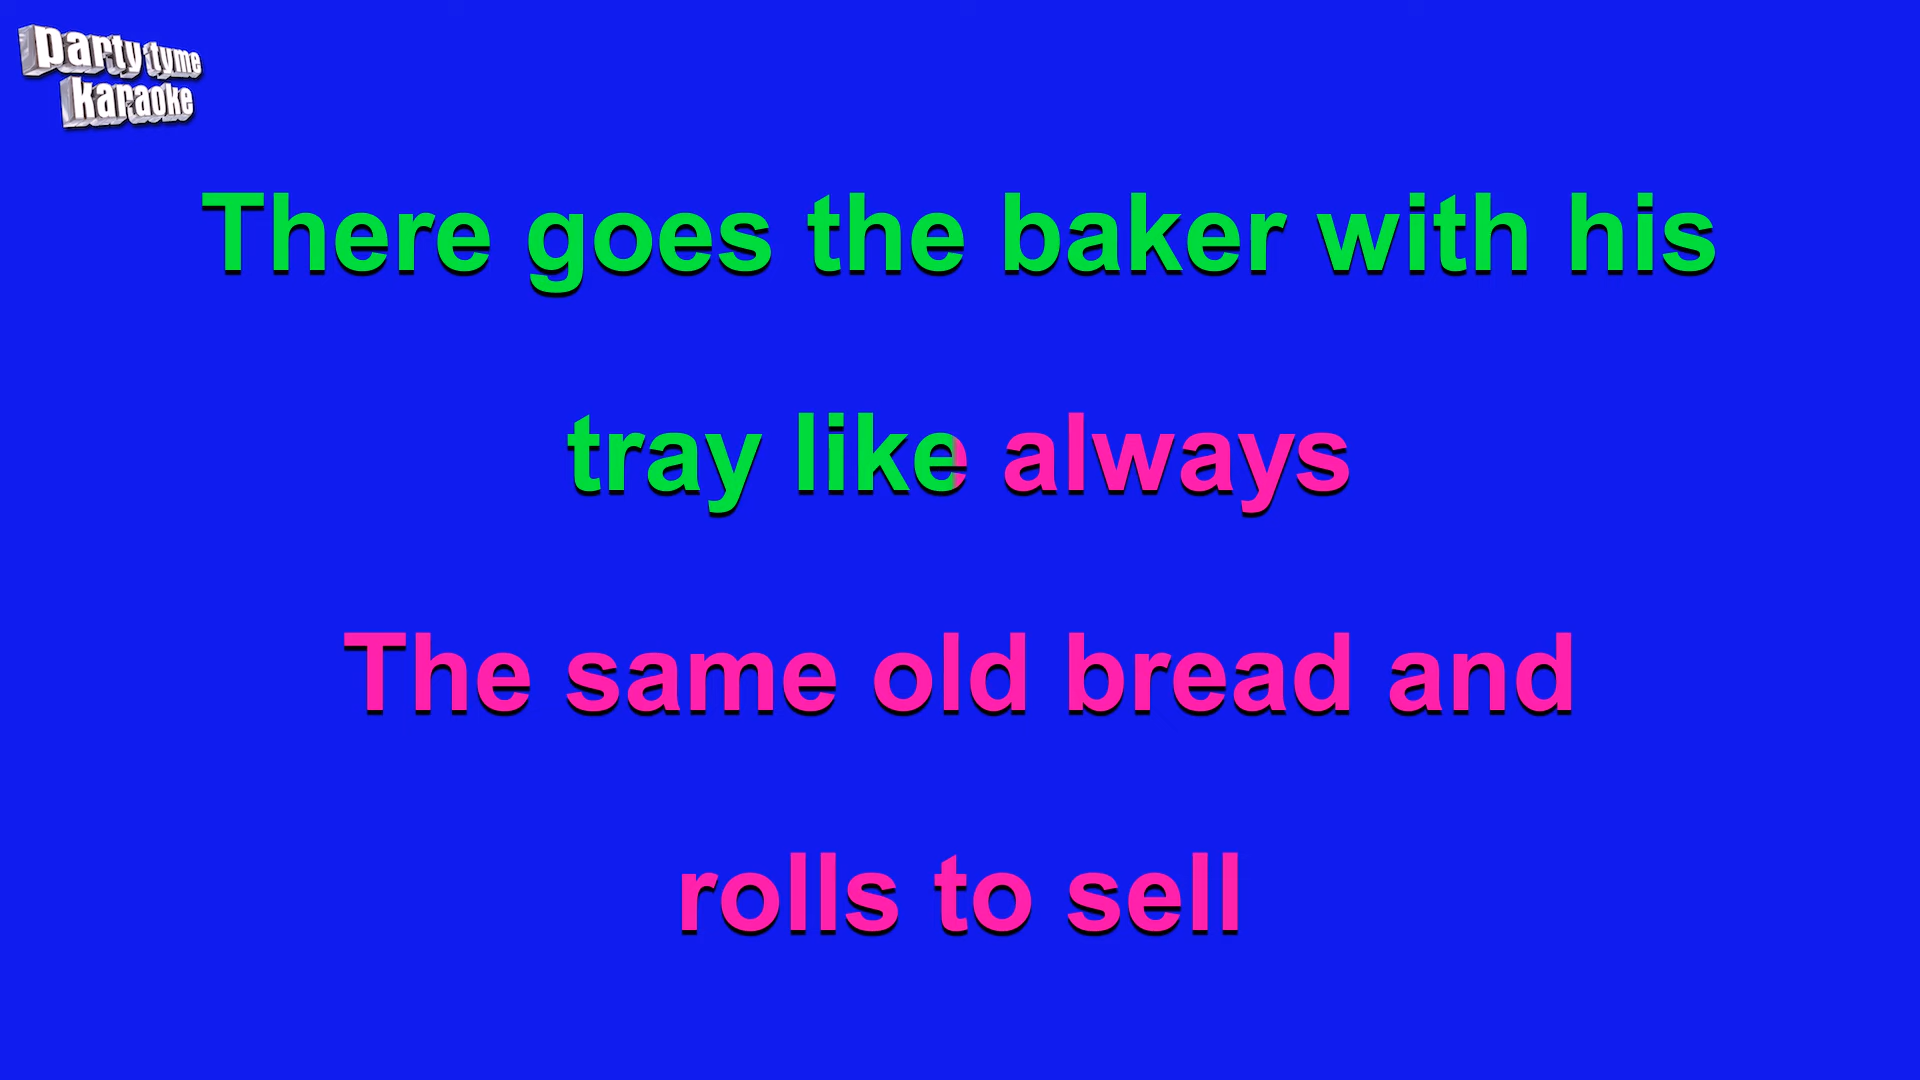 party tyme
karaoke
There goes the baker with his
tray like always
The same old bread and
rolls to sell